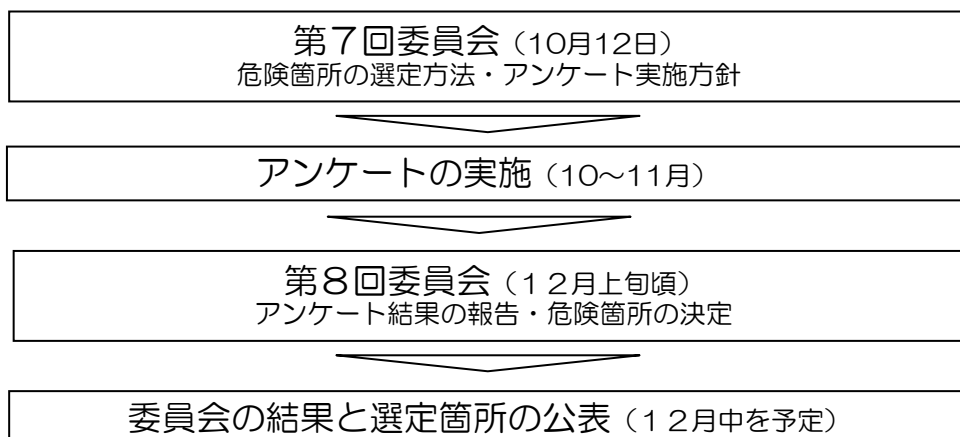 第７回委員会（10月12日）
危険箇所の選定方法・アンケート実施方針
アンケートの実施（10～11月）
第８回委員会（１２月上旬頃）
アンケート結果の報告・危険箇所の決定
委員会の結果と選定箇所の公表（１２月中を予定）